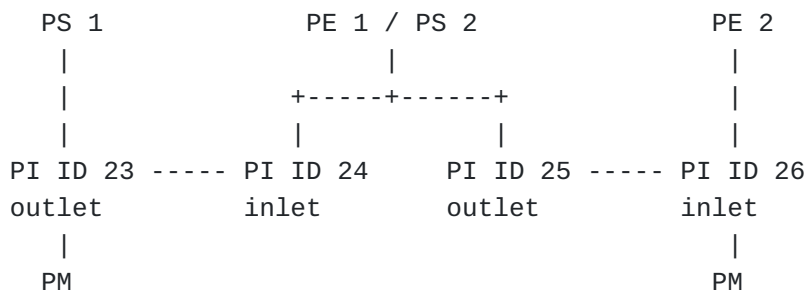 PS 1 PE 1 / PS 2 PE 2
| | |
| +-----+------+ |
| | | |
PI ID 23 ----- PI ID 24 PI ID 25 ----- PI ID 26
outlet inlet outlet inlet
| |
PM PM